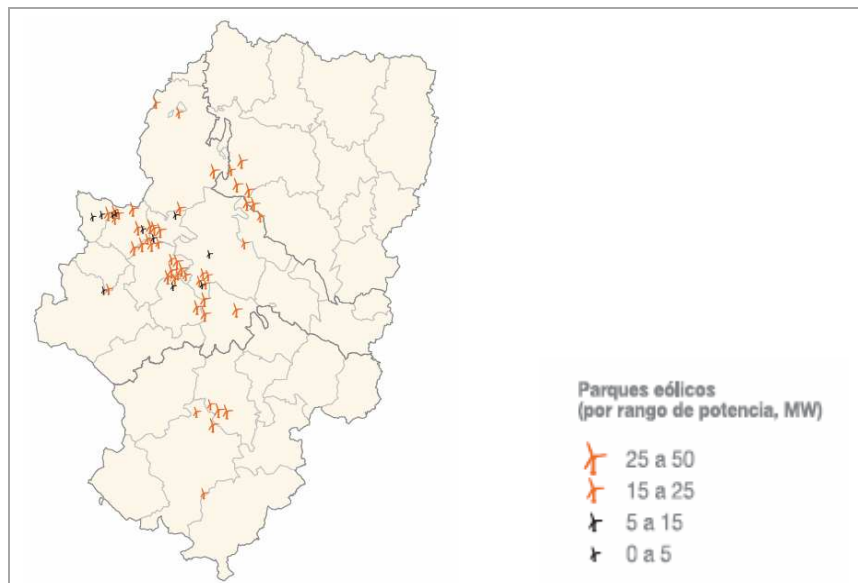 Parques eólicos
(por rango de potencia, MW)
25 a 50
15 a 25
5 a 15
0 a 5